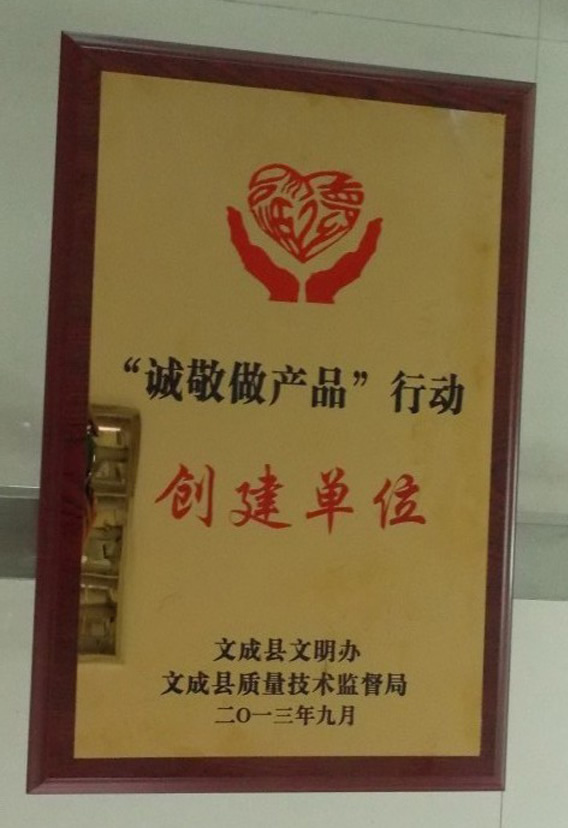 “诚敬做产品”行动
创建单位
文成县文明办
文成县质量技术监督局
二〇一三年九月